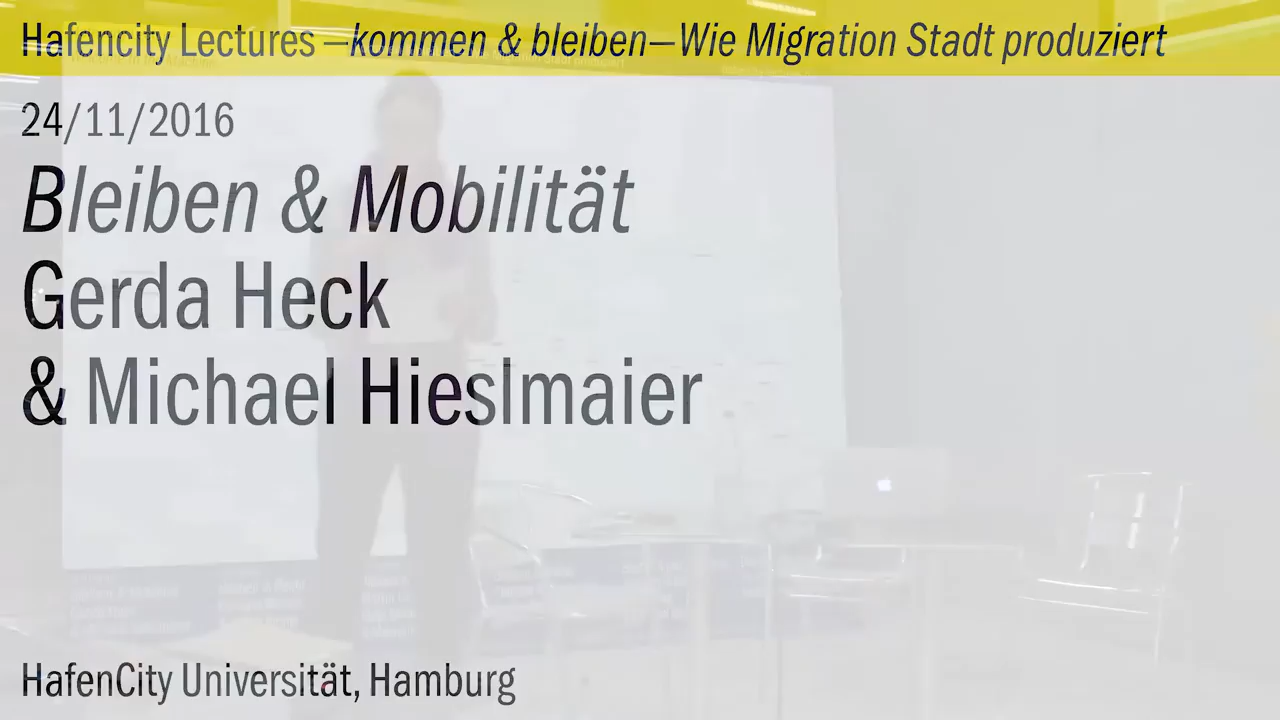 Hafencity Lectures —kommen & bleiben—Wie Migration Stadt produziert
24/11/2016
Bleiben & Mobilität
Gerda Heck
& Michael Hieslmaier
HafenCity Universität, Hamburg